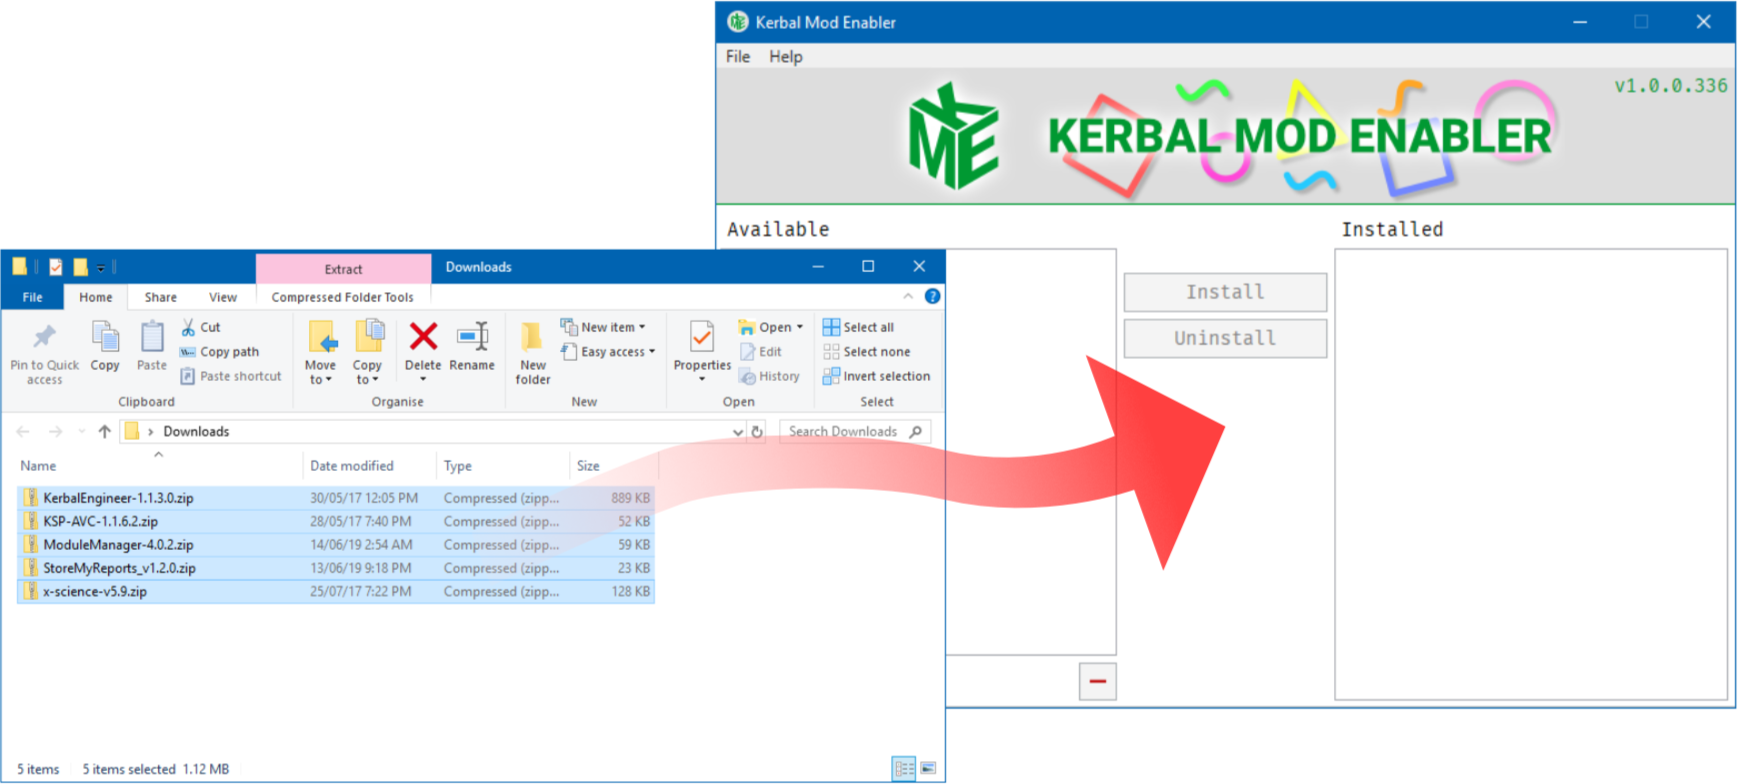 Kerbal Mod Enabler
File Help
v1.0.0.336
KME KERBAL MOD ENABLER
Available
Installed
Install
Uninstall
Extract Downloads
File Home Share View Compressed Folder Tools
Pin to Quick access
Copy
Paste
Cut
Copy path
Paste shortcut
Clipboard
Move to
Copy to
Delete
Rename
Organise
New folder
New item
Easy access
New
Properties
Open
Edit
History
Open
Select all
Select none
Invert selection
Select
Downloads
Search Downloads
Name Date modified Type Size
KerbalEngineer-1.1.3.0.zip 30/05/17 12:05 PM Compressed (zipp... 889 KB
KSP-AVC-1.1.6.2.zip 28/05/17 7:40 PM Compressed (zipp... 52 KB
ModuleManager-4.0.2.zip 14/06/19 2:54 AM Compressed (zipp... 59 KB
StoreMyReports_v1.2.0.zip 13/06/19 9:18 PM Compressed (zipp... 23 KB
x-science-v5.9.zip 25/07/17 7:22 PM Compressed (zipp... 128 KB
5 items 5 items selected 1.12 MB